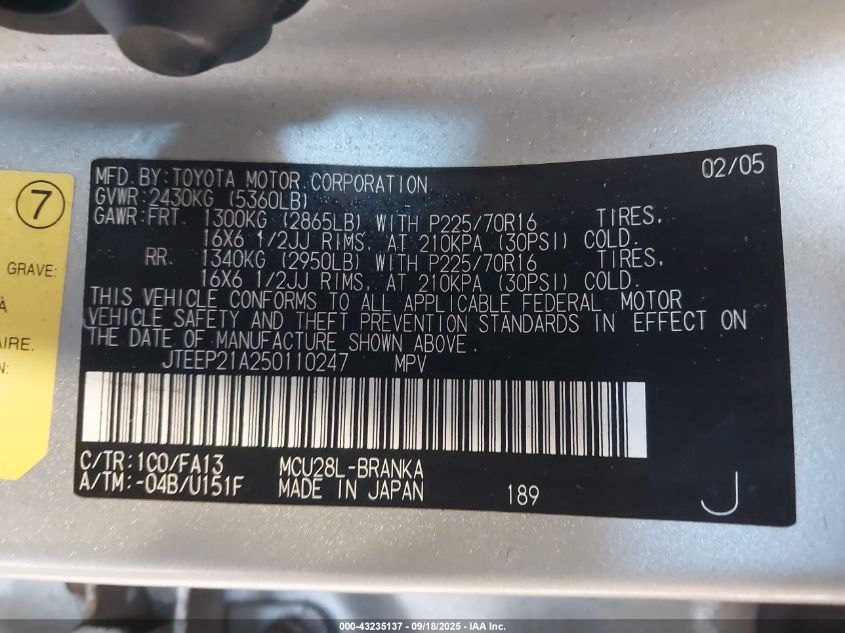 7
GRAVE:
À
AIRE.
N:
MFD. BY: TOYOTA MOTOR CORPORATION 02/05
GVWR: 2430KG (5360LB)
GAWR: FRT. 1300KG (2865LB) WITH P225/70R16 TIRES,
16X6 1/2JJ RIMS, AT 210KPA (30PSI) COLD.
RR. 1340KG (2950LB) WITH P225/70R16 TIRES,
16X6 1/2JJ RIMS, AT 210KPA (30PSI) COLD.
THIS VEHICLE CONFORMS TO ALL APPLICABLE FEDERAL MOTOR
VEHICLE SAFETY AND THEFT PREVENTION STANDARDS IN EFFECT ON
THE DATE OF MANUFACTURE SHOWN ABOVE.
JTEEP21A250110247 MPV
C/TR: 1C0/FA13 MCU28L-BRANKA
A/TM: -04B/U151F MADE IN JAPAN 189 J
000-43235137 - 09/18/2025 - IAA Inc.